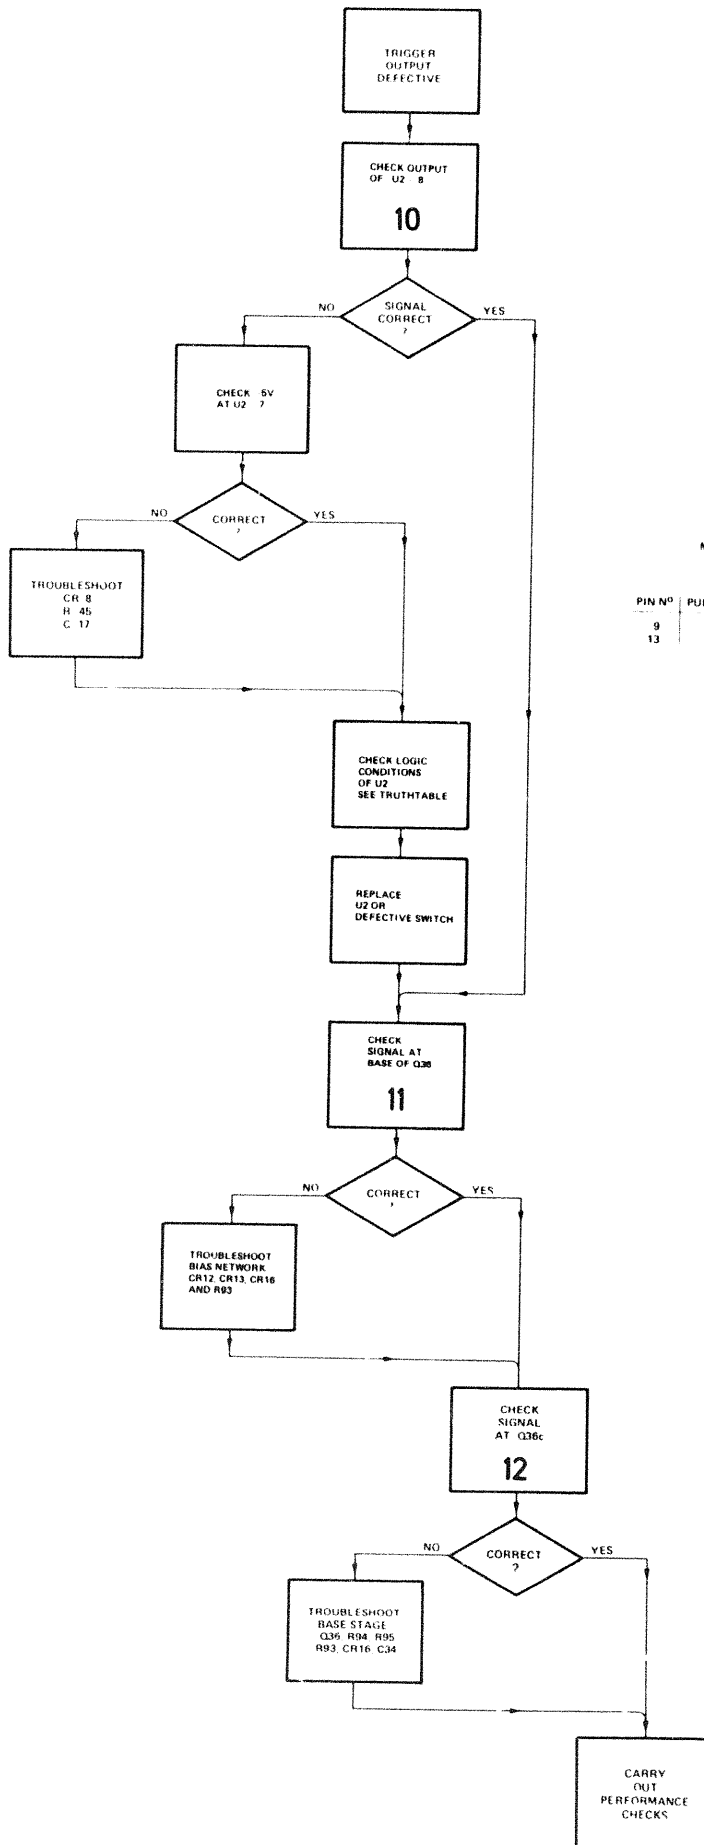 TRIGGER
OUTPUT
DEFECTIVE
CHECK OUTPUT
OF U2 8
10
SIGNAL
CORRECT
?
NO
YES
CHECK 5V
AT U2 7
CORRECT
?
NO
YES
TROUBLESHOOT
CR 8
R 45
C 17
PIN Nº
9
13
CHECK LOGIC
CONDITIONS
OF U2
SEE TRUTHTABLE
REPLACE
U2 OR
DEFECTIVE SWITCH
CHECK
SIGNAL AT
BASE OF Q36
11
CORRECT
?
NO
YES
TROUBLESHOOT
BIAS NETWORK
CR12, CR13, CR16
AND R93
CHECK
SIGNAL
AT Q36c
12
CORRECT
?
NO
YES
TROUBLESHOOT
BASE STAGE
Q36 R94 R95
R93, CR16, C34
CARRY
OUT
PERFORMANCE
CHECKS